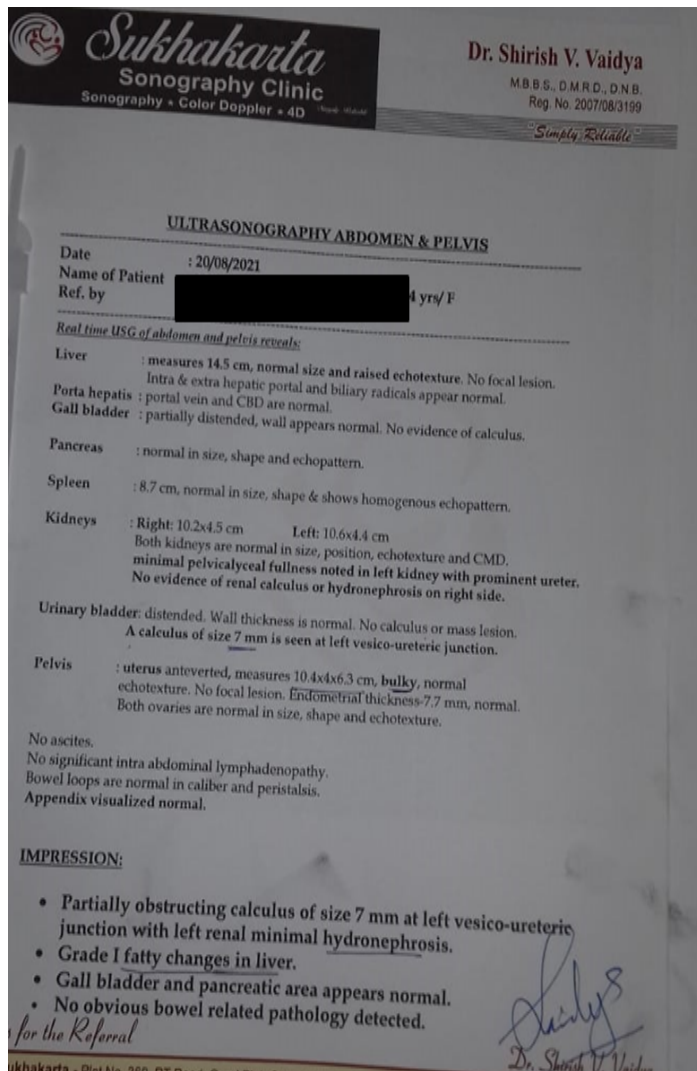 Sukhakarta
Sonography Clinic
Sonography • Color Doppler • 4D
Dr. Shirish V. Vaidya
M.B.B.S., D.M.R.D., D.N.B.
Reg. No. 2007/08/3199
"Simply Reliable"
ULTRASONOGRAPHY ABDOMEN & PELVIS
Date : 20/08/2021
Name of Patient
Ref. by 4 yrs/ F
Real time USG of abdomen and pelvis reveals:
Liver : measures 14.5 cm, normal size and raised echotexture. No focal lesion.
Intra & extra hepatic portal and biliary radicals appear normal.
Porta hepatis : portal vein and CBD are normal.
Gall bladder : partially distended, wall appears normal. No evidence of calculus.
Pancreas : normal in size, shape and echopattern.
Spleen : 8.7 cm, normal in size, shape & shows homogenous echopattern.
Kidneys : Right: 10.2x4.5 cm Left: 10.6x4.4 cm
Both kidneys are normal in size, position, echotexture and CMD.
minimal pelvicalyceal fullness noted in left kidney with prominent ureter.
No evidence of renal calculus or hydronephrosis on right side.
Urinary bladder: distended. Wall thickness is normal. No calculus or mass lesion.
A calculus of size 7 mm is seen at left vesico-ureteric junction.
Pelvis : uterus anteverted, measures 10.4x4x6.3 cm, bulky, normal
echotexture. No focal lesion. Endometrial thickness-7.7 mm, normal.
Both ovaries are normal in size, shape and echotexture.
No ascites.
No significant intra abdominal lymphadenopathy.
Bowel loops are normal in caliber and peristalsis.
Appendix visualized normal.
IMPRESSION:
• Partially obstructing calculus of size 7 mm at left vesico-ureteric
junction with left renal minimal hydronephrosis.
• Grade I fatty changes in liver.
• Gall bladder and pancreatic area appears normal.
• No obvious bowel related pathology detected.
for the Referral
Dr. Shirish V. Vaidya